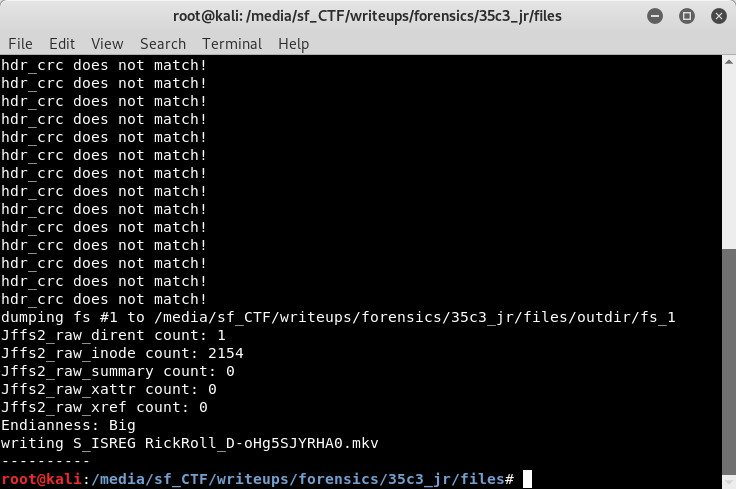 root@kali: /media/sf_CTF/writeups/forensics/35c3_jr/files
File Edit View Search Terminal Help
hdr_crc does not match!
hdr_crc does not match!
hdr_crc does not match!
hdr_crc does not match!
hdr_crc does not match!
hdr_crc does not match!
hdr_crc does not match!
hdr_crc does not match!
hdr_crc does not match!
hdr_crc does not match!
hdr_crc does not match!
hdr_crc does not match!
hdr_crc does not match!
hdr_crc does not match!
dumping fs #1 to /media/sf_CTF/writeups/forensics/35c3_jr/files/outdir/fs_1
Jffs2_raw_dirent count: 1
Jffs2_raw_inode count: 2154
Jffs2_raw_summary count: 0
Jffs2_raw_xattr count: 0
Jffs2_raw_xref count: 0
Endianness: Big
writing S_ISREG RickRoll_D-oHg5SJYRHA0.mkv
----------
root@kali:/media/sf_CTF/writeups/forensics/35c3_jr/files#